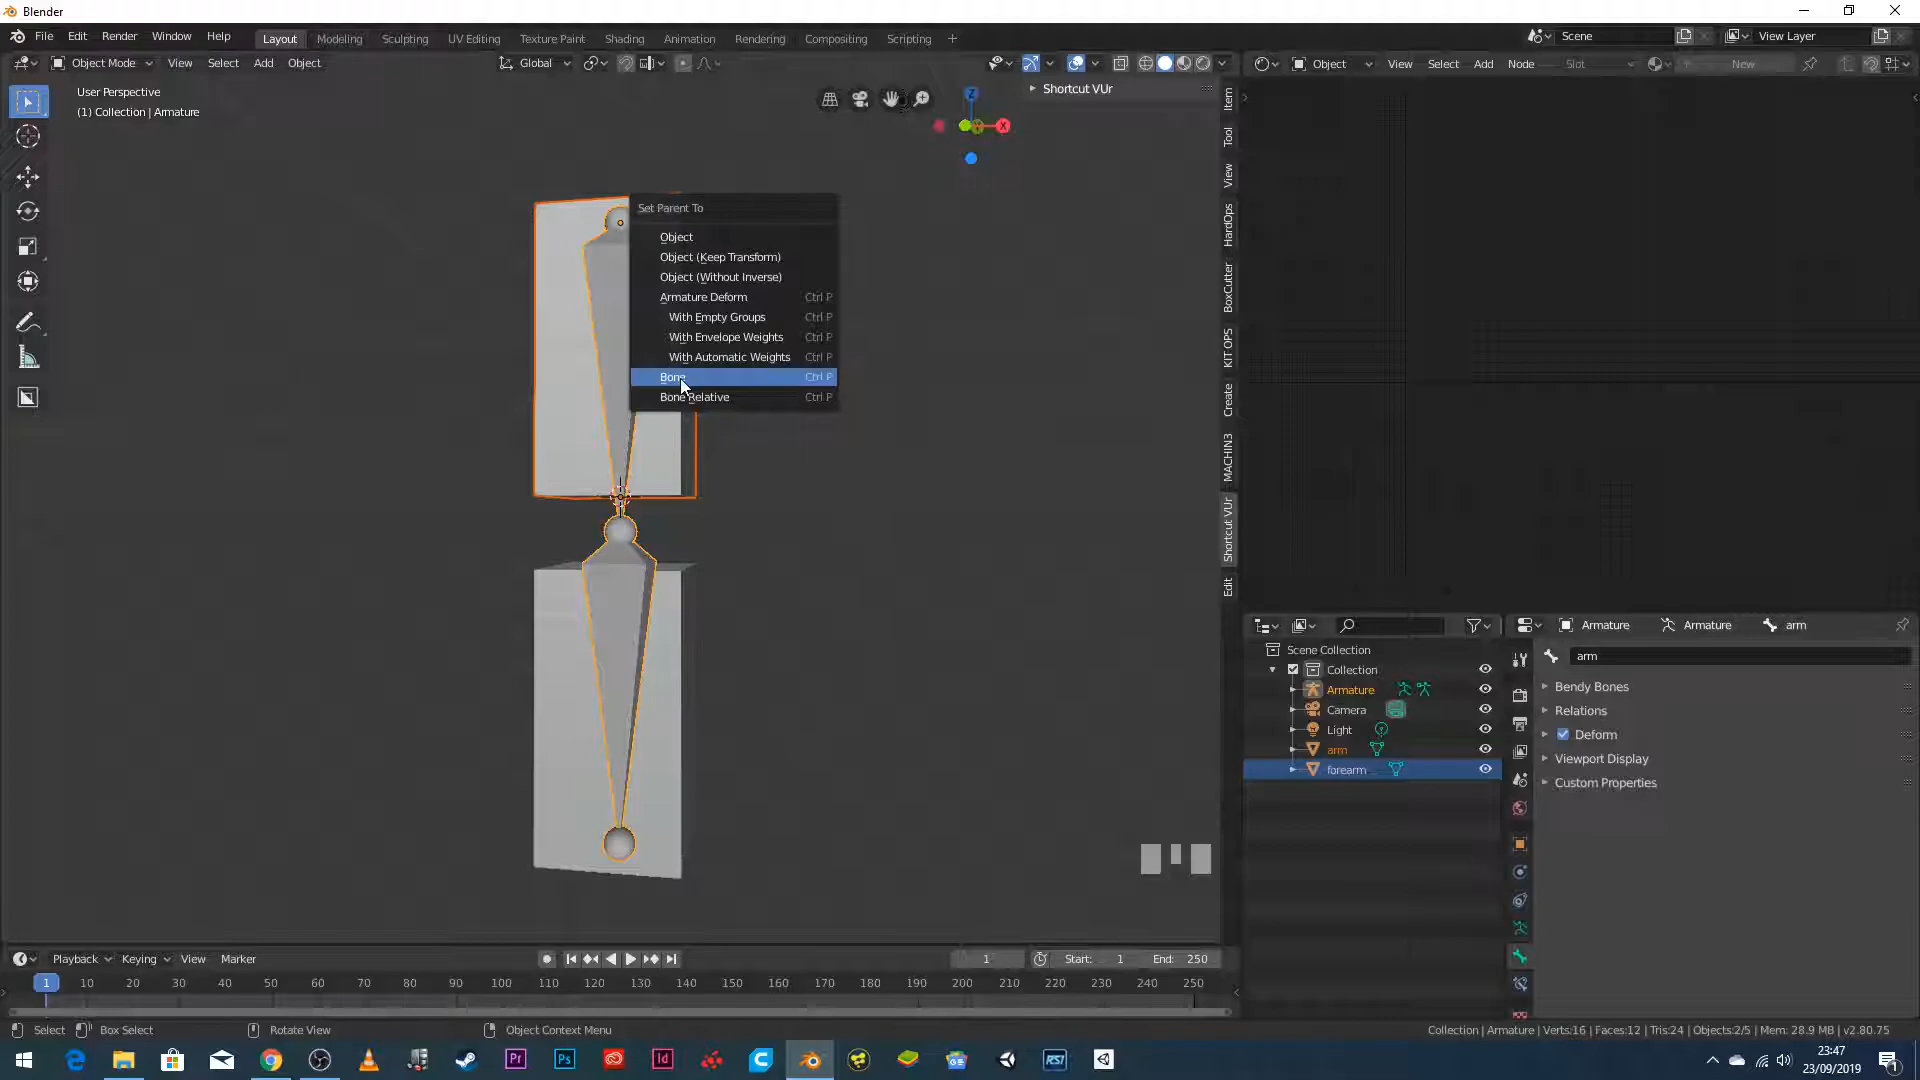 Blender
File Edit Render Window Help
Layout Modeling Sculpting UV Editing Texture Paint Shading Animation Rendering Compositing Scripting +
Scene
View Layer
Object Mode View Select Add Object
Global
Object View Select Add Node Slot New
User Perspective
(1) Collection | Armature
Z
X
Shortcut VUr
Item
Tool
View
HardOps
BoxCutter
KIT OPS
Create
MACHIN3
Shortcut VUr
Edit
Set Parent To
Object
Object (Keep Transform)
Object (Without Inverse)
Armature Deform Ctrl P
With Empty Groups Ctrl P
With Envelope Weights Ctrl P
With Automatic Weights Ctrl P
Bone Ctrl P
Bone Relative Ctrl P
Scene Collection
Collection
Armature
Camera
Light
arm
forearm
Armature Armature arm
arm
Bendy Bones
Relations
Deform
Viewport Display
Custom Properties
Playback Keying View Marker
1 Start: 1 End: 250
1 10 20 30 40 50 60 70 80 90 100 110 120 130 140 150 160 170 180 190 200 210 220 230 240 250
Select Box Select Rotate View Object Context Menu
Collection | Armature | Verts:16 | Faces:12 | Tris:24 | Objects:2/5 | Mem: 28.9 MB | v2.80.75
Pr Ps Id GE RSI
23:47
23/09/2019
1